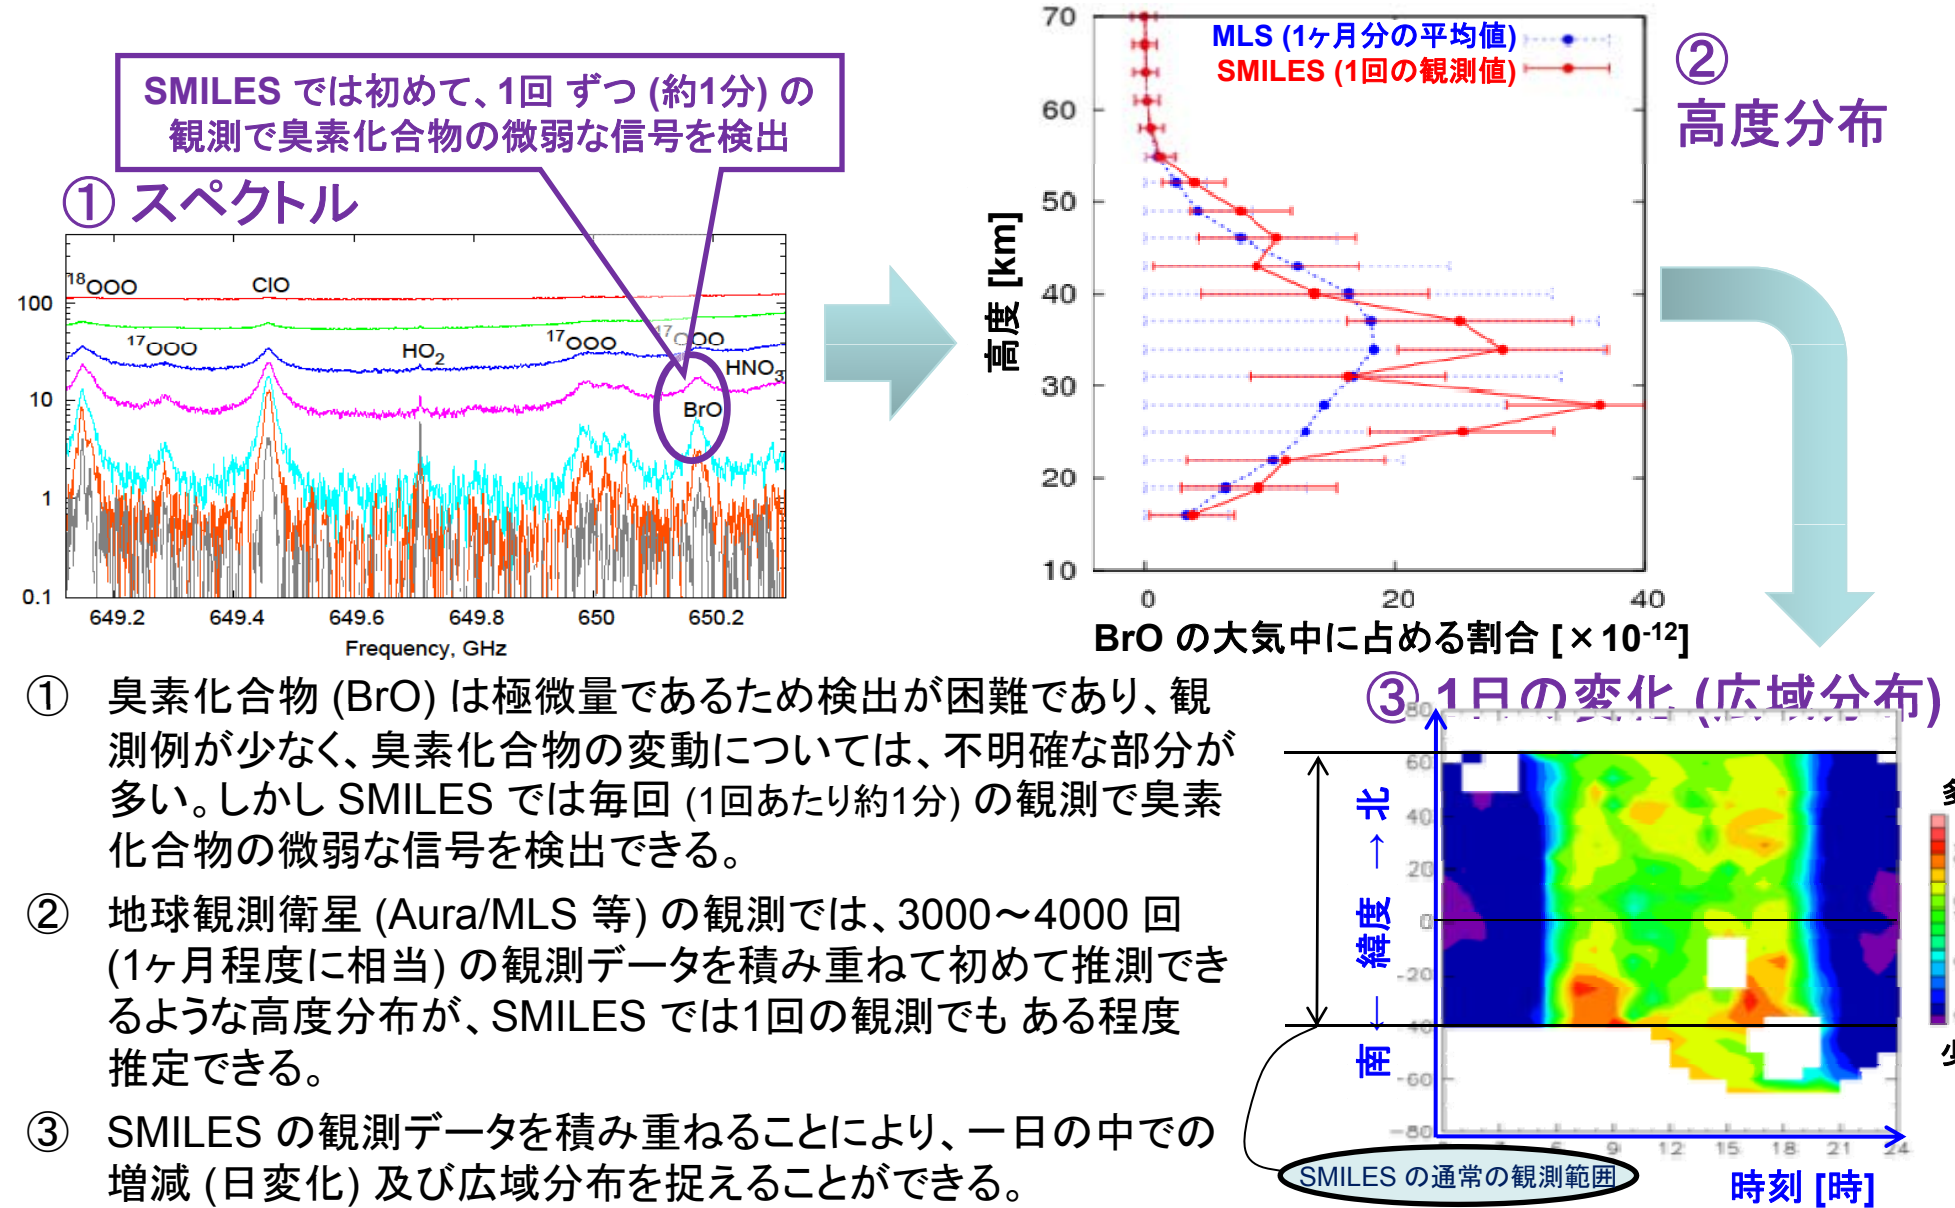 SMILES では初めて、1回 ずつ (約1分) の
観測で臭素化合物の微弱な信号を検出
① スペクトル
¹⁸OOO
ClO
¹⁷OOO
HO₂
¹⁷OOO
¹⁷OOO
HNO₃
BrO
100
10
1
0.1
649.2 649.4 649.6 649.8 650 650.2
Frequency, GHz
MLS (1ヶ月分の平均値)
SMILES (1回の観測値)
②
高度分布
高度 [km]
70
60
50
40
30
20
10
0 20 40
BrO の大気中に占める割合 [×10⁻¹²]
① 臭素化合物 (BrO) は極微量であるため検出が困難であり、観
測例が少なく、臭素化合物の変動については、不明確な部分が
多い。しかし SMILES では毎回 (1回あたり約1分) の観測で臭素
化合物の微弱な信号を検出できる。
② 地球観測衛星 (Aura/MLS 等) の観測では、3000～4000 回
(1ヶ月程度に相当) の観測データを積み重ねて初めて推測でき
るような高度分布が、SMILES では1回の観測でも ある程度
推定できる。
③ SMILES の観測データを積み重ねることにより、一日の中での
増減 (日変化) 及び広域分布を捉えることができる。
③ 1日の変化 (広域分布)
80
60
40
20
0
-20
-40
-60
-80
南 ← 緯度 → 北
6 9 12 15 18 21 24
時刻 [時]
SMILES の通常の観測範囲